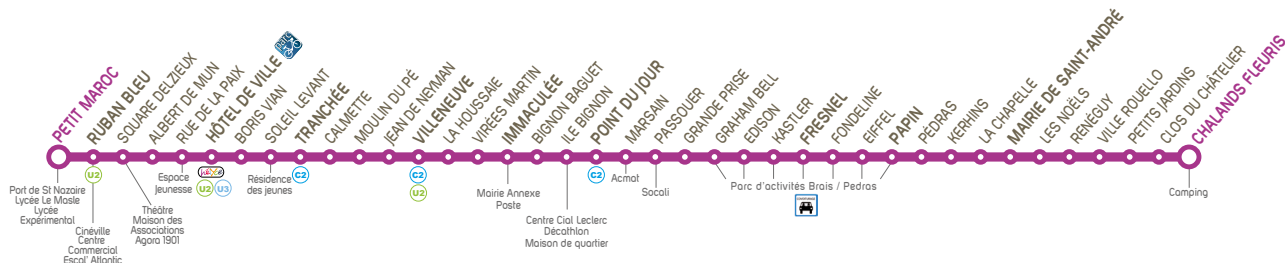 PETIT MAROC
RUBAN BLEU
SQUARE DELZIEUX
ALBERT DE MUN
RUE DE LA PAIX
HÔTEL DE VILLE
BORIS VIAN
SOLEIL LEVANT
TRANCHÉE
CALMETTE
MOULIN DU PÉ
JEAN DE NEYMAN
VILLENEUVE
LA HOUSSAIE
VIRÉES MARTIN
IMMACULÉE
BIGNON BAGUET
ILE BIGNON
POINT DU JOUR
MARSAIN
PASSOUER
GRANDE PRISE
GRAHAM BELL
EDISON
KASTLER
FRESNEL
FONDELINE
EIFFEL
PAPIN
PÉDRAS
KERHINS
LA CHAPELLE
MAIRIE DE SAINT-ANDRÉ
LES NOËLS
RENÉGUY
VILLE ROUELLO
PETITS JARDINS
CLOS DU CHÂTELIER
CHALANDS FLEURIS
Port de St Nazaire
Lycée Le Masle
Lycée
Expérimental
U2
Cinéville
Centre
Commercial
Escal' Atlantic
Théâtre
Maison des
Associations
Agora 1901
Espace
Jeunesse
hélyce
U2
U3
Résidence
des jeunes
C2
C2
U2
Mairie Annexe
Poste
Centre Cial Leclerc
Décathlon
Maison de quartier
C2
Acmat
Socali
Parc d'activités Brais / Pedras
Camping